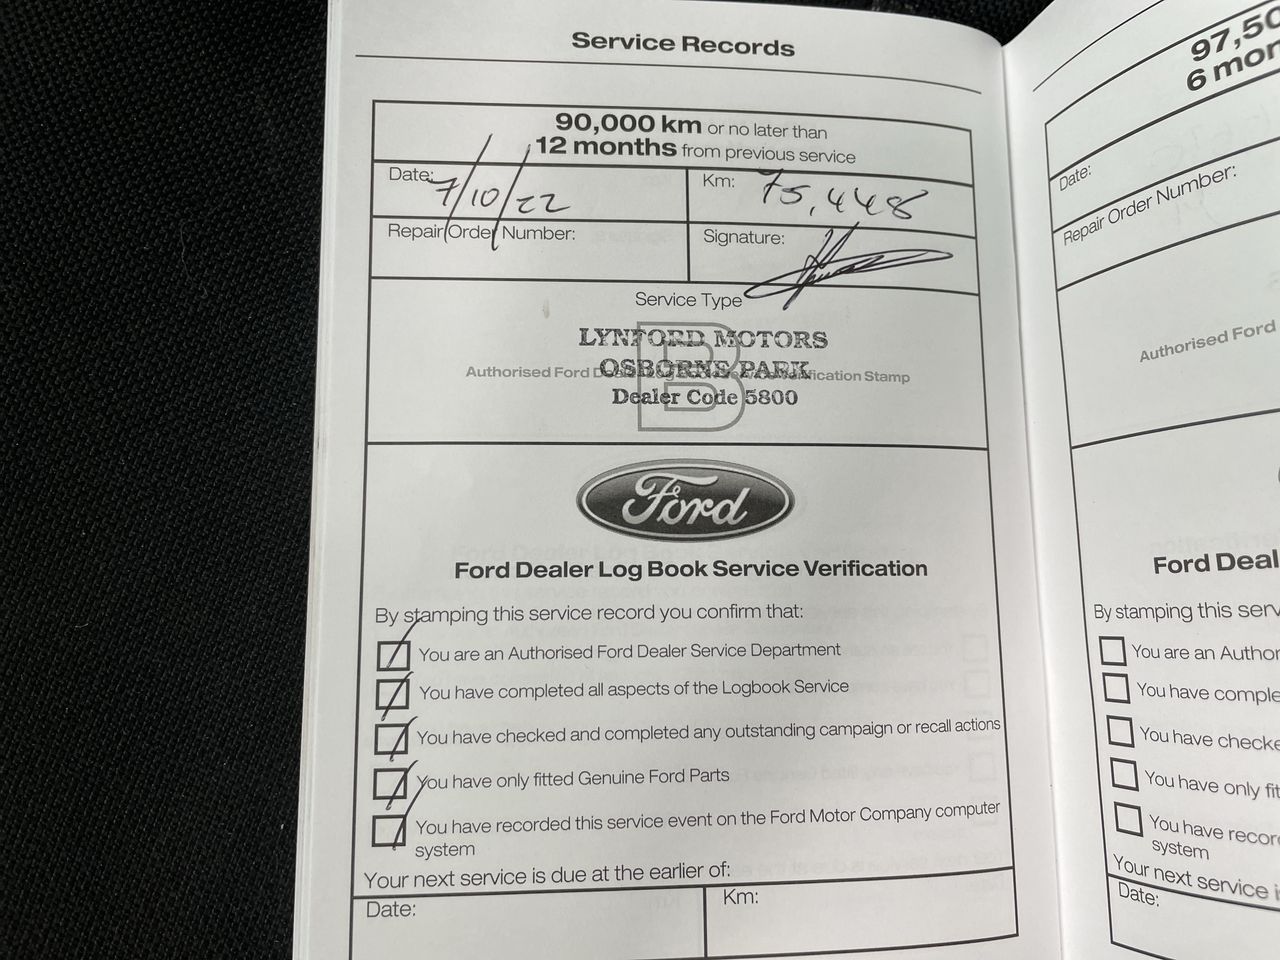 Service Records
90,000 km or no later than
12 months from previous service
Date: 7/10/22
Km: 75,448
Repair Order Number:
Signature:
Service Type
B
Authorised Ford Dealer Log Book Service Verification Stamp
LYNFORD MOTORS
OSBORNE PARK
Dealer Code 5800
Ford
Ford Dealer Log Book Service Verification
By stamping this service record you confirm that:
You are an Authorised Ford Dealer Service Department
You have completed all aspects of the Logbook Service
You have checked and completed any outstanding campaign or recall actions
You have only fitted Genuine Ford Parts
You have recorded this service event on the Ford Motor Company computer
system
Your next service is due at the earlier of:
Date:
Km:
97,50
6 mon
Date:
Repair Order Number:
Authorised Ford
Ford Deal
By stamping this serv
You are an Author
You have comple
You have checke
You have only fit
You have recor
system
Your next service i
Date: